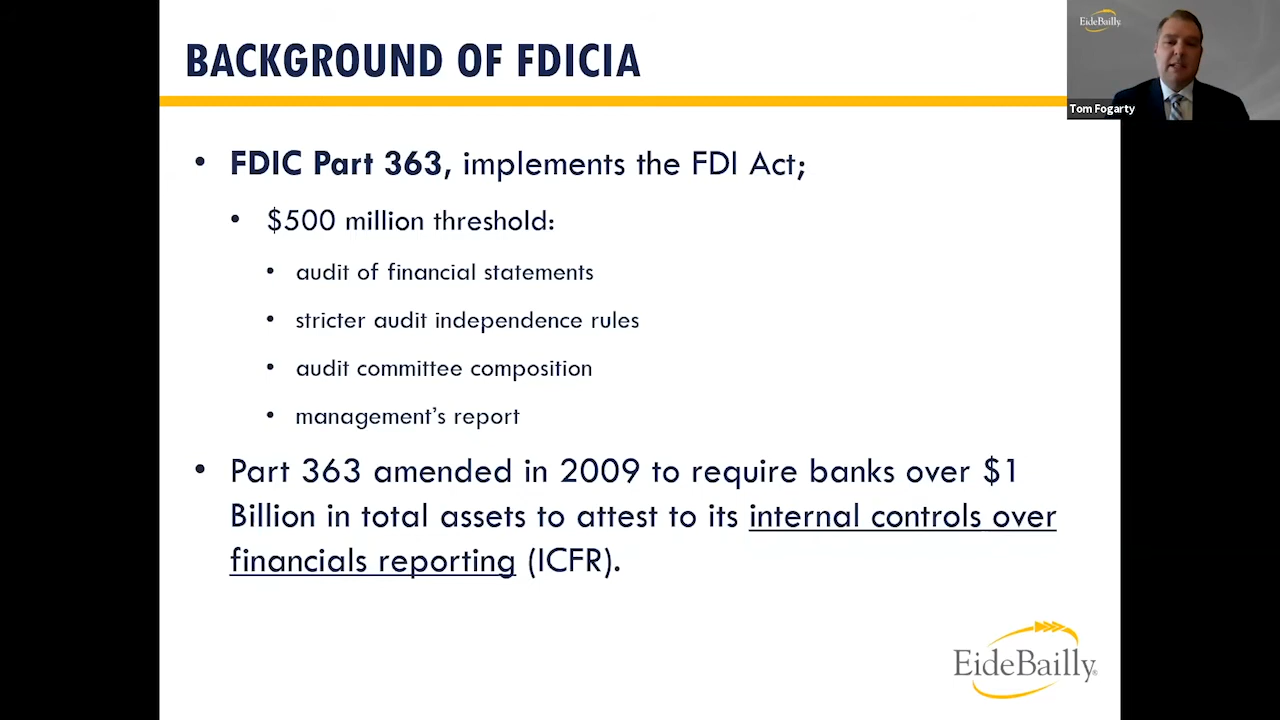 BACKGROUND OF FDICIA
EideBailly
Tom Fogarty
• FDIC Part 363, implements the FDI Act;
• $500 million threshold:
• audit of financial statements
• stricter audit independence rules
• audit committee composition
• management’s report
• Part 363 amended in 2009 to require banks over $1
Billion in total assets to attest to its internal controls over
financials reporting (ICFR).
EideBailly®